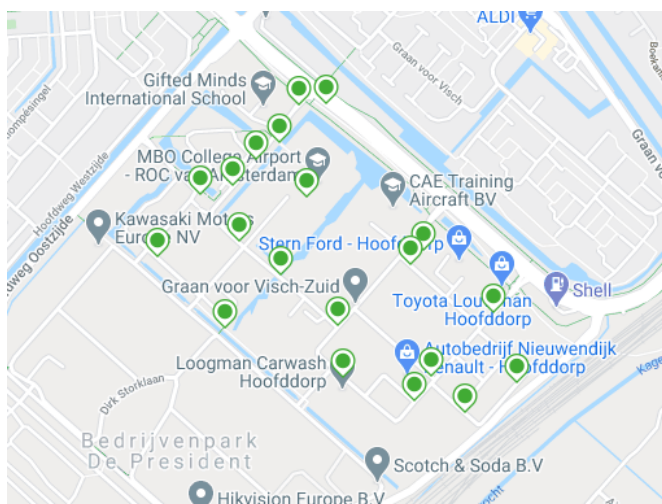 ALDI
Graan
voor Visch
Gifted Minds
International School
MBO College Airport
- ROC van Amsterdam
CAE Training
Aircraft BV
Hoofdweg Westzijde
Kawasaki Motors
Europe NV
Stern Ford - Hoofddorp
Graan voor Visch-Zuid
Shell
Toyota Louwman
Hoofddorp
Autobedrijf Nieuwendijk
Renault - Hoofddorp
Loogman Carwash
Hoofddorp
Dirk Storklaan
Bedrijvenpark
De President
Scotch & Soda B.V
Hikvision Europe B.V